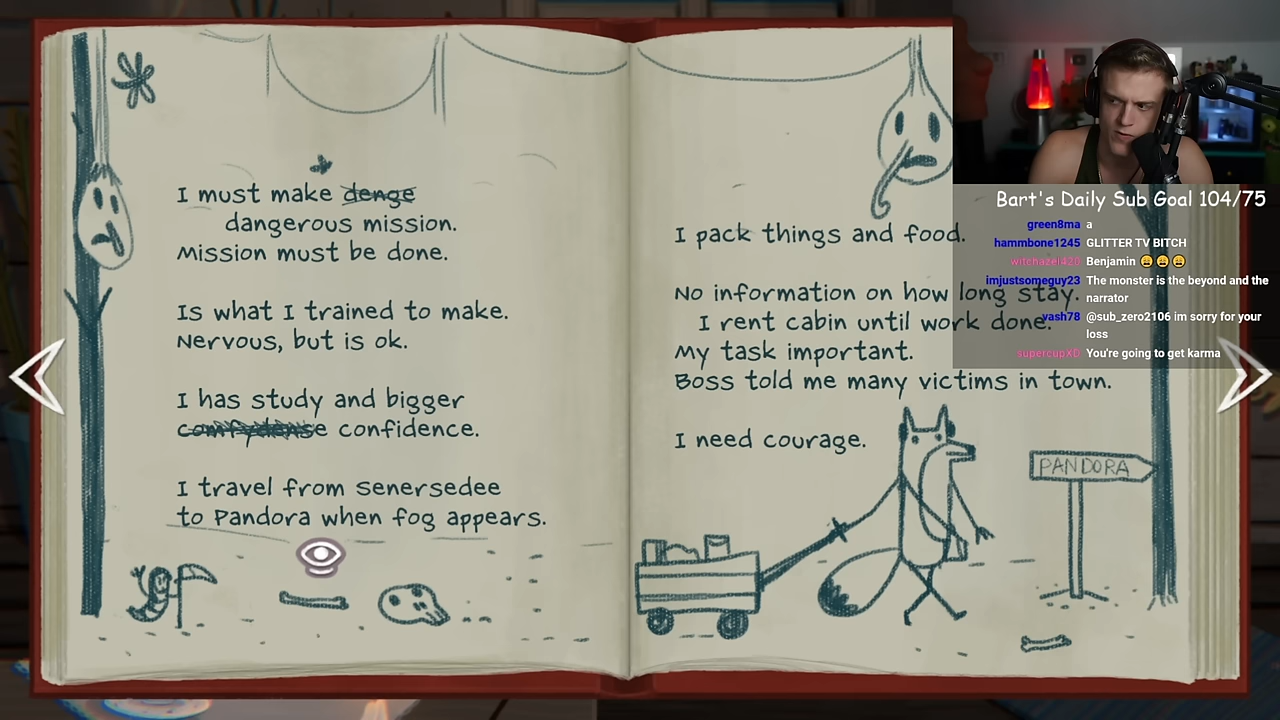 I must make denge
dangerous mission.
Mission must be done.
Is what I trained to make.
Nervous, but is ok.
I has study and bigger
confydense confidence.
I travel from Senersedee
to Pandora when fog appears.
I pack things and food.
No information on how long stay.
I rent cabin until work done.
My task important.
Boss told me many victims in town.
I need courage.
PANDORA
Bart's Daily Sub Goal 104/75
green8ma a
hammbone1245 GLITTER TV BITCH
witchazel420 Benjamin 😩😩😩
imjustsomeguy23 The monster is the beyond and the
narrator
vash78 @sub_zero2106 im sorry for your
loss
supercupXD You're going to get karma